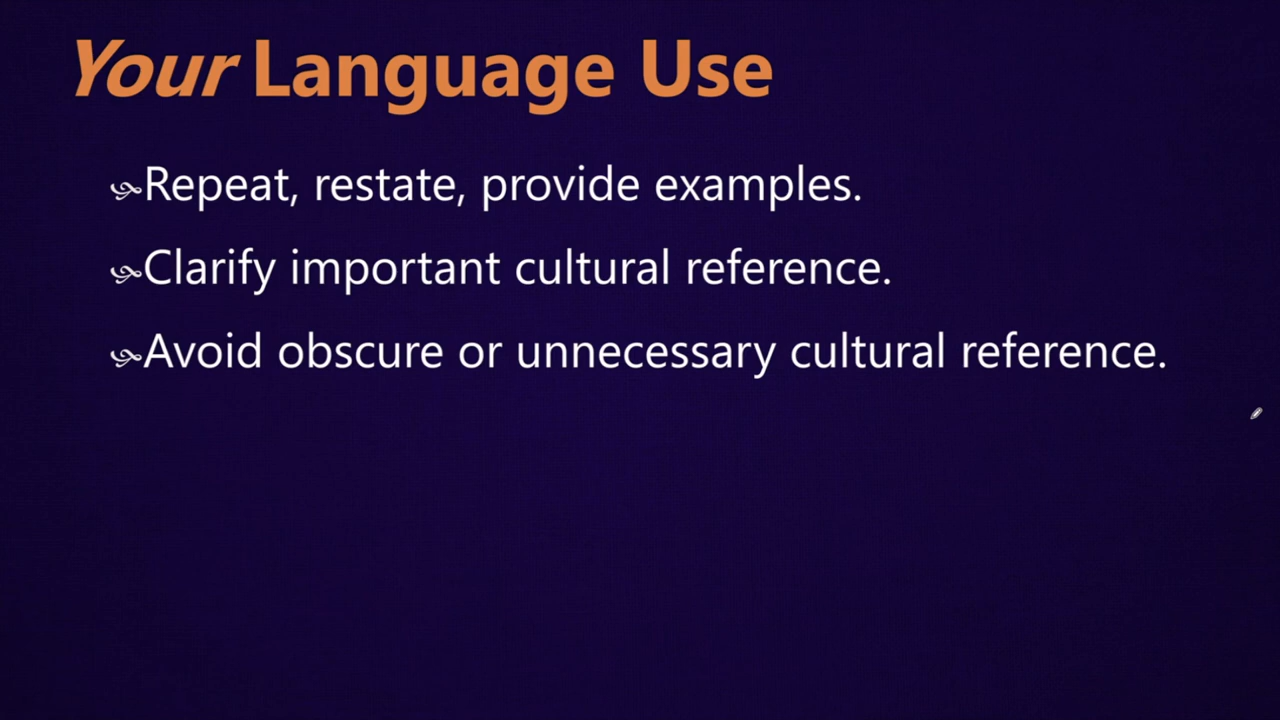 Your Language Use
Repeat, restate, provide examples.
Clarify important cultural reference.
Avoid obscure or unnecessary cultural reference.